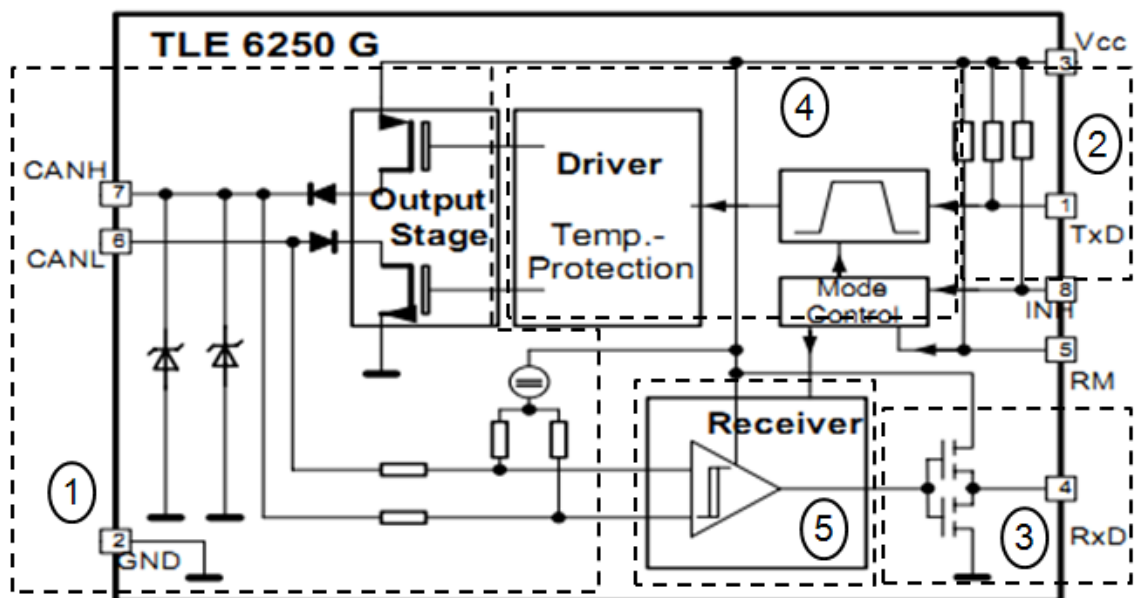 TLE 6250 G
Vcc
3
4
2
CANH
7
Driver
Output
Stage
1
TxD
6
CANL
Temp.-
Protection
Mode
Control
8
INH
5
RM
Receiver
1
4
5
3
RxD
2
GND